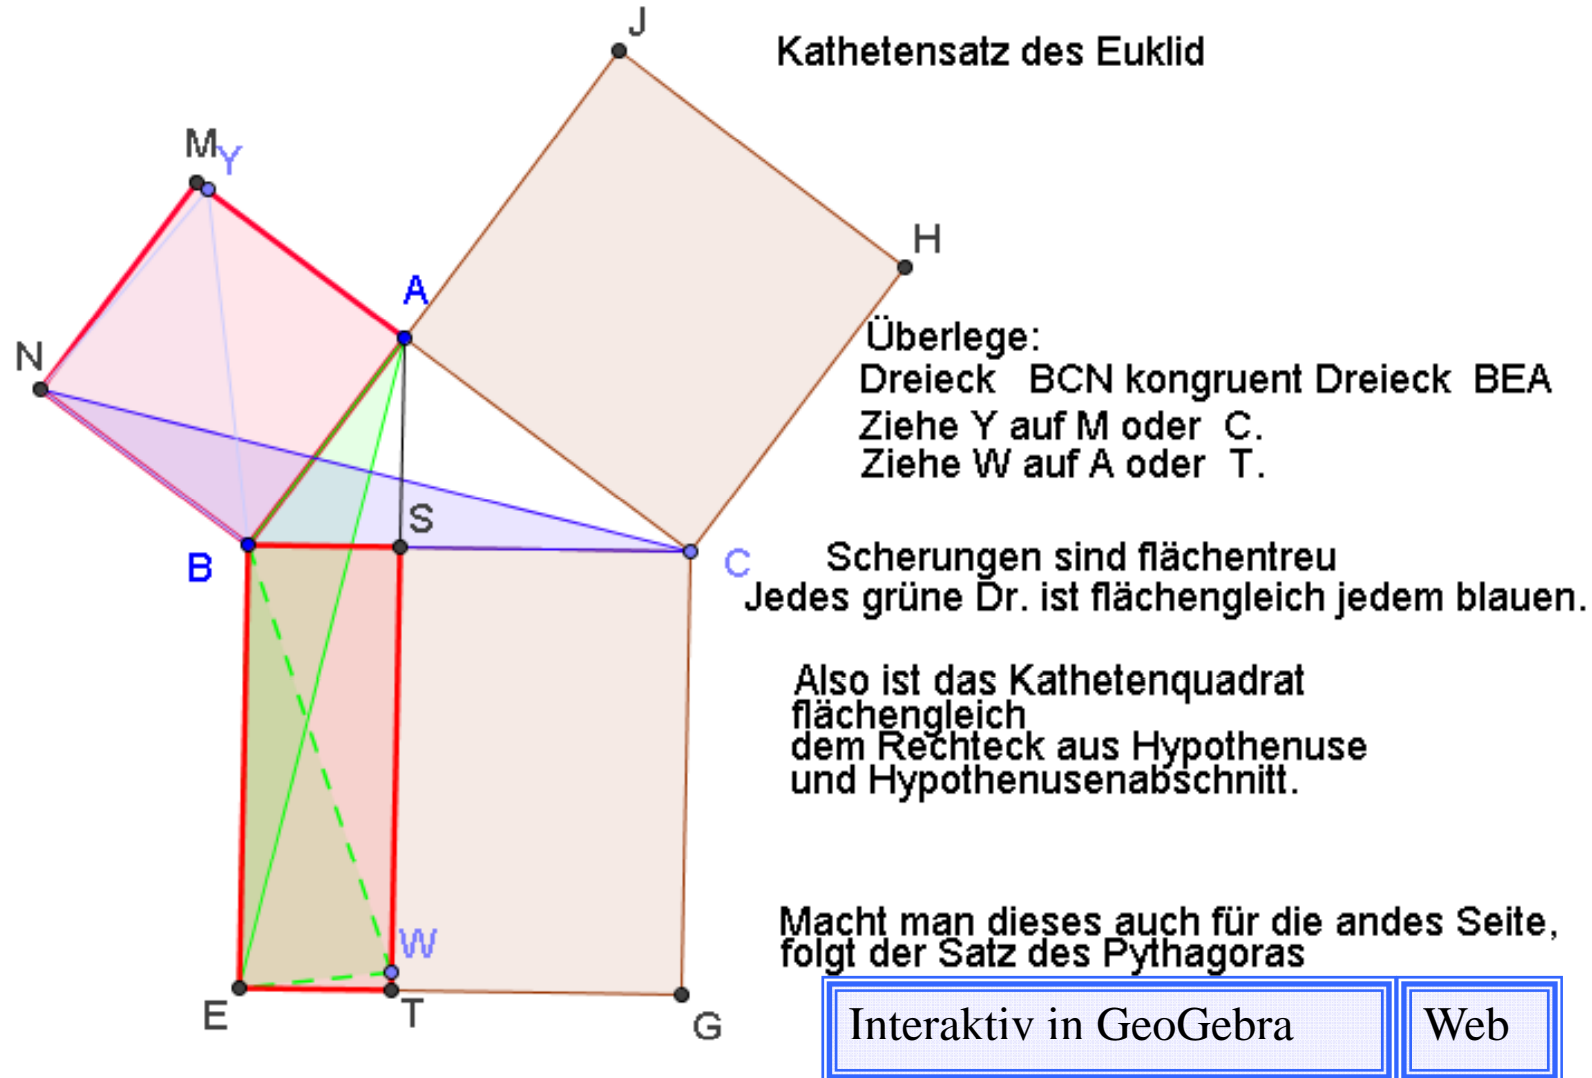 J
Kathetensatz des Euklid
M
Y
H
A
N
Überlege:
Dreieck BCN kongruent Dreieck BEA
Ziehe Y auf M oder C.
Ziehe W auf A oder T.
S
B
C
Scherungen sind flächentreu
Jedes grüne Dr. ist flächengleich jedem blauen.
Also ist das Kathetenquadrat
flächengleich
dem Rechteck aus Hypothenuse
und Hypothenusenabschnitt.
W
Macht man dieses auch für die andes Seite,
folgt der Satz des Pythagoras
E
T
G
Interaktiv in GeoGebra
Web